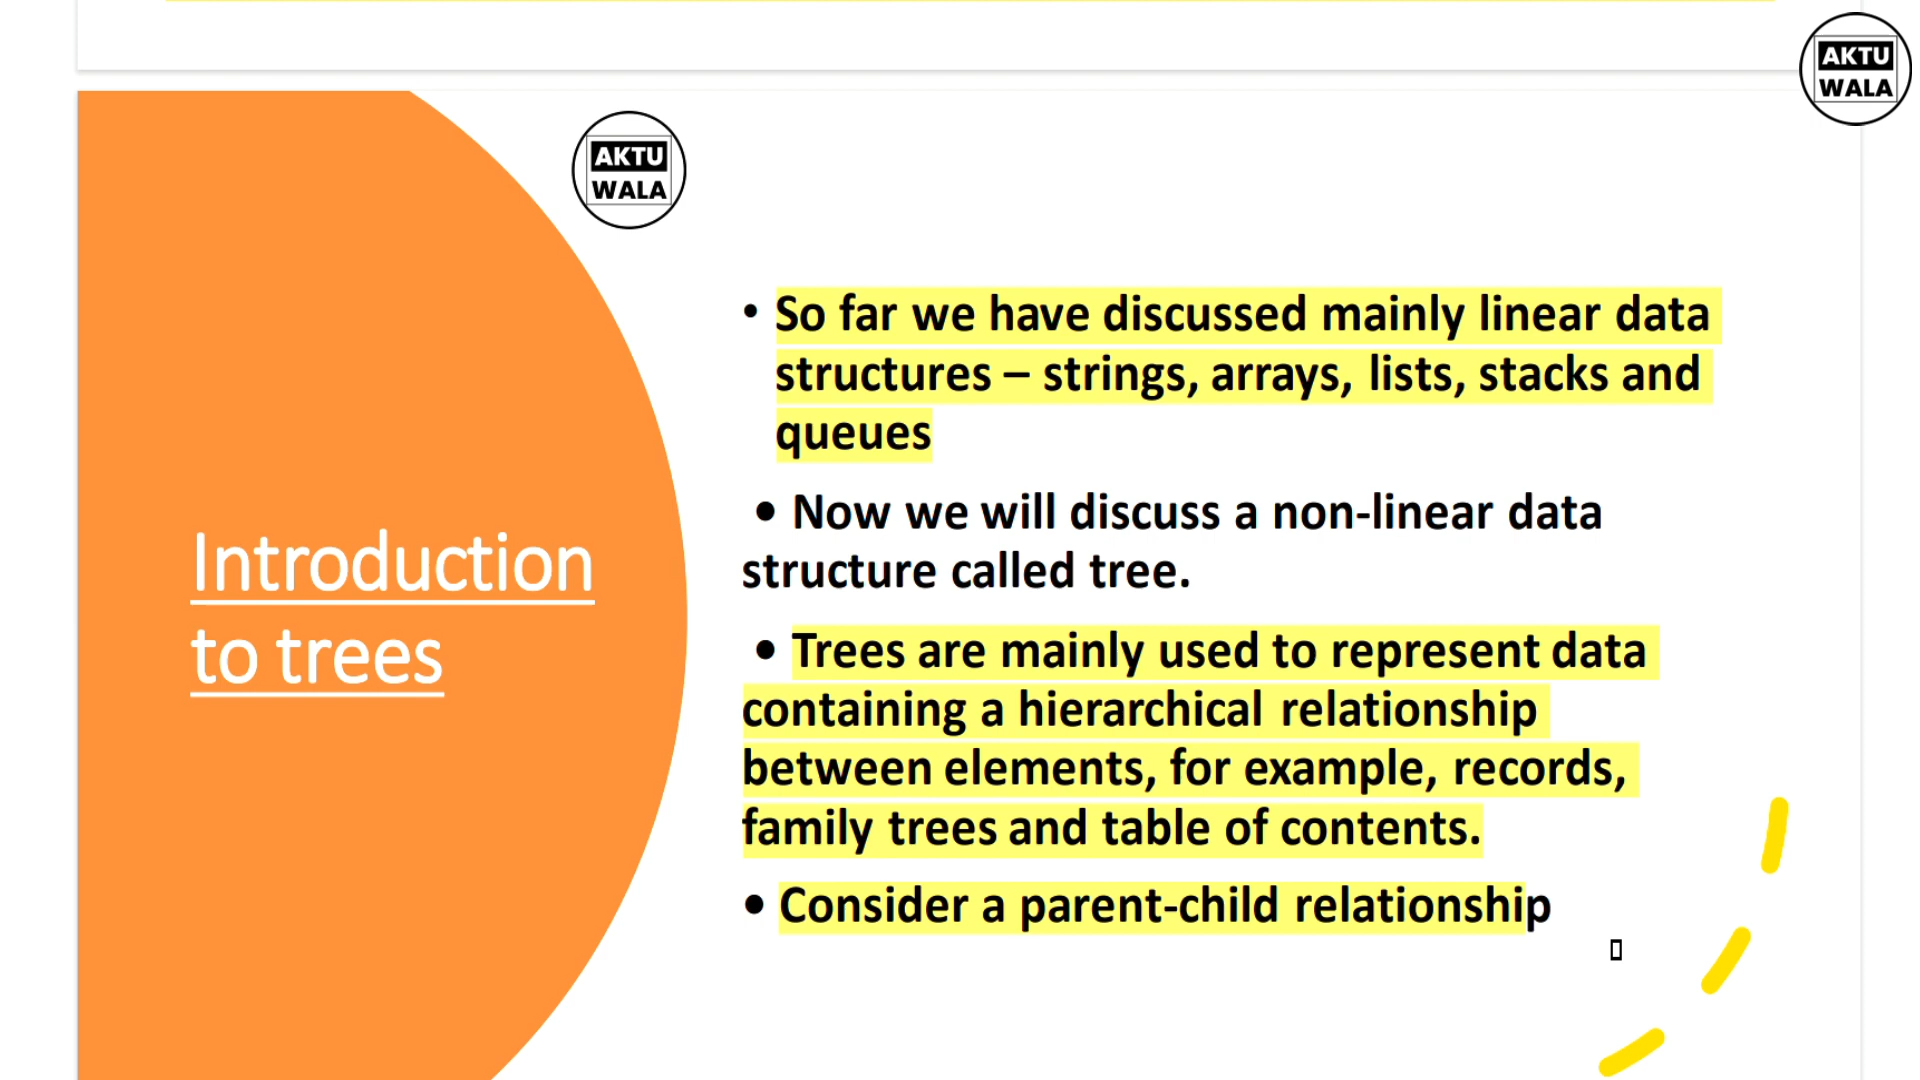 AKTU
WALA
AKTU
WALA
Introduction
to trees
• So far we have discussed mainly linear data
structures – strings, arrays, lists, stacks and
queues
• Now we will discuss a non-linear data
structure called tree.
• Trees are mainly used to represent data
containing a hierarchical relationship
between elements, for example, records,
family trees and table of contents.
• Consider a parent-child relationship